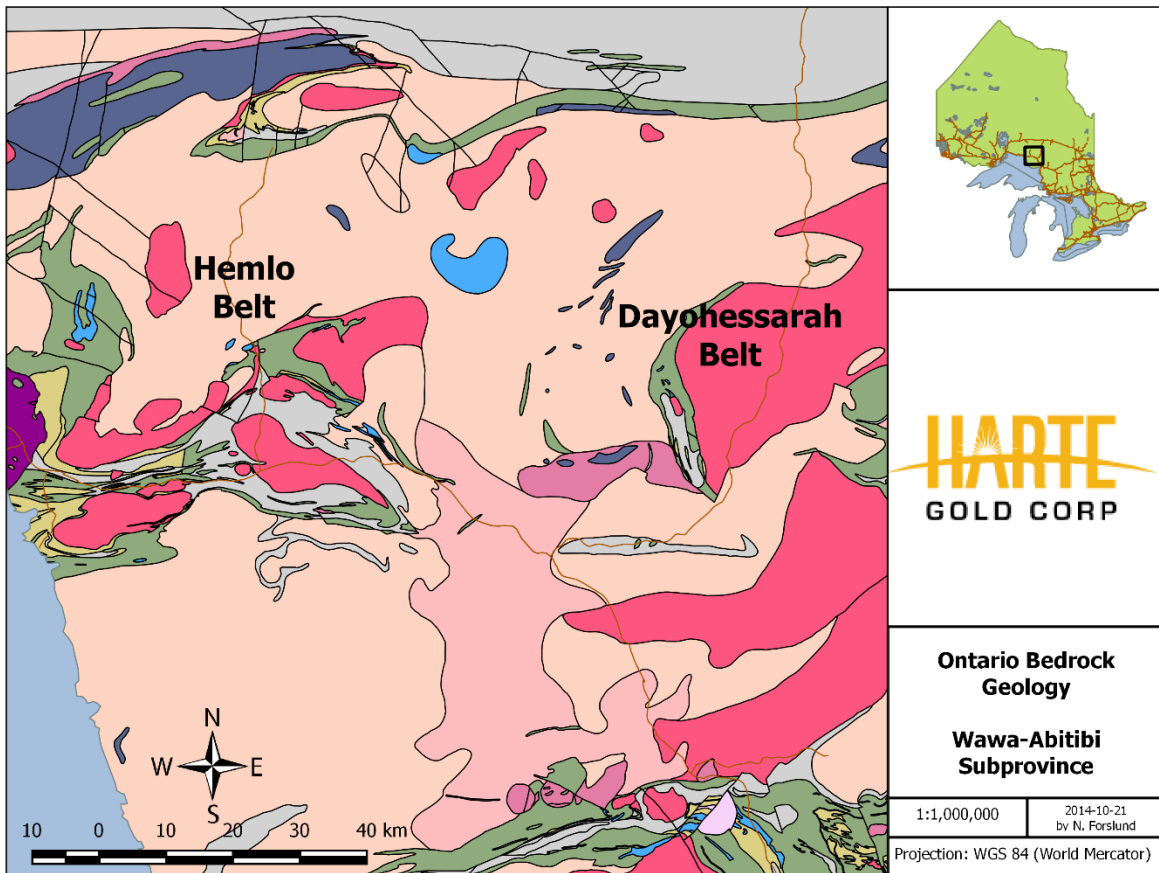 Hemlo
Belt
Dayohessarah
Belt
N
W E
S
10 0 10 20 30 40 km
HARTE
GOLD CORP
Ontario Bedrock
Geology
Wawa-Abitibi
Subprovince
1:1,000,000
2014-10-21
by N. Forslund
Projection: WGS 84 (World Mercator)